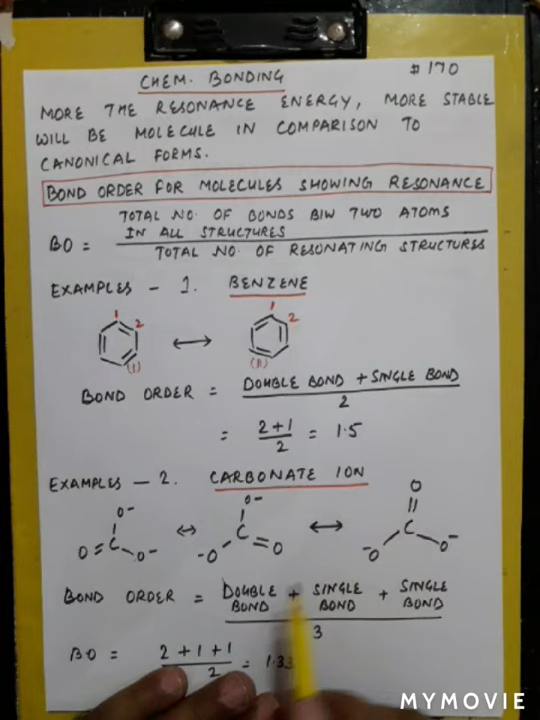 CHEM. BONDING #170
MORE THE RESONANCE ENERGY, MORE STABLE
WILL BE MOLECULE IN COMPARISON TO
CANONICAL FORMS.
BOND ORDER FOR MOLECULES SHOWING RESONANCE
TOTAL NO. OF BONDS B/W TWO ATOMS
IN ALL STRUCTURES
BO =
TOTAL NO. OF RESONATING STRUCTURES
EXAMPLES - 1. BENZENE
1 2 (I) ↔ 1 2 (II)
BOND ORDER = DOUBLE BOND + SINGLE BOND
2
= 2+1 / 2 = 1.5
EXAMPLES - 2. CARBONATE ION
O- O=C O- ↔ O- -O C =O ↔ O = C -O O-
BOND ORDER = DOUBLE BOND + SINGLE BOND + SINGLE BOND
3
BO = 2+1+1 / 2 = 1.33
MYMOVIE